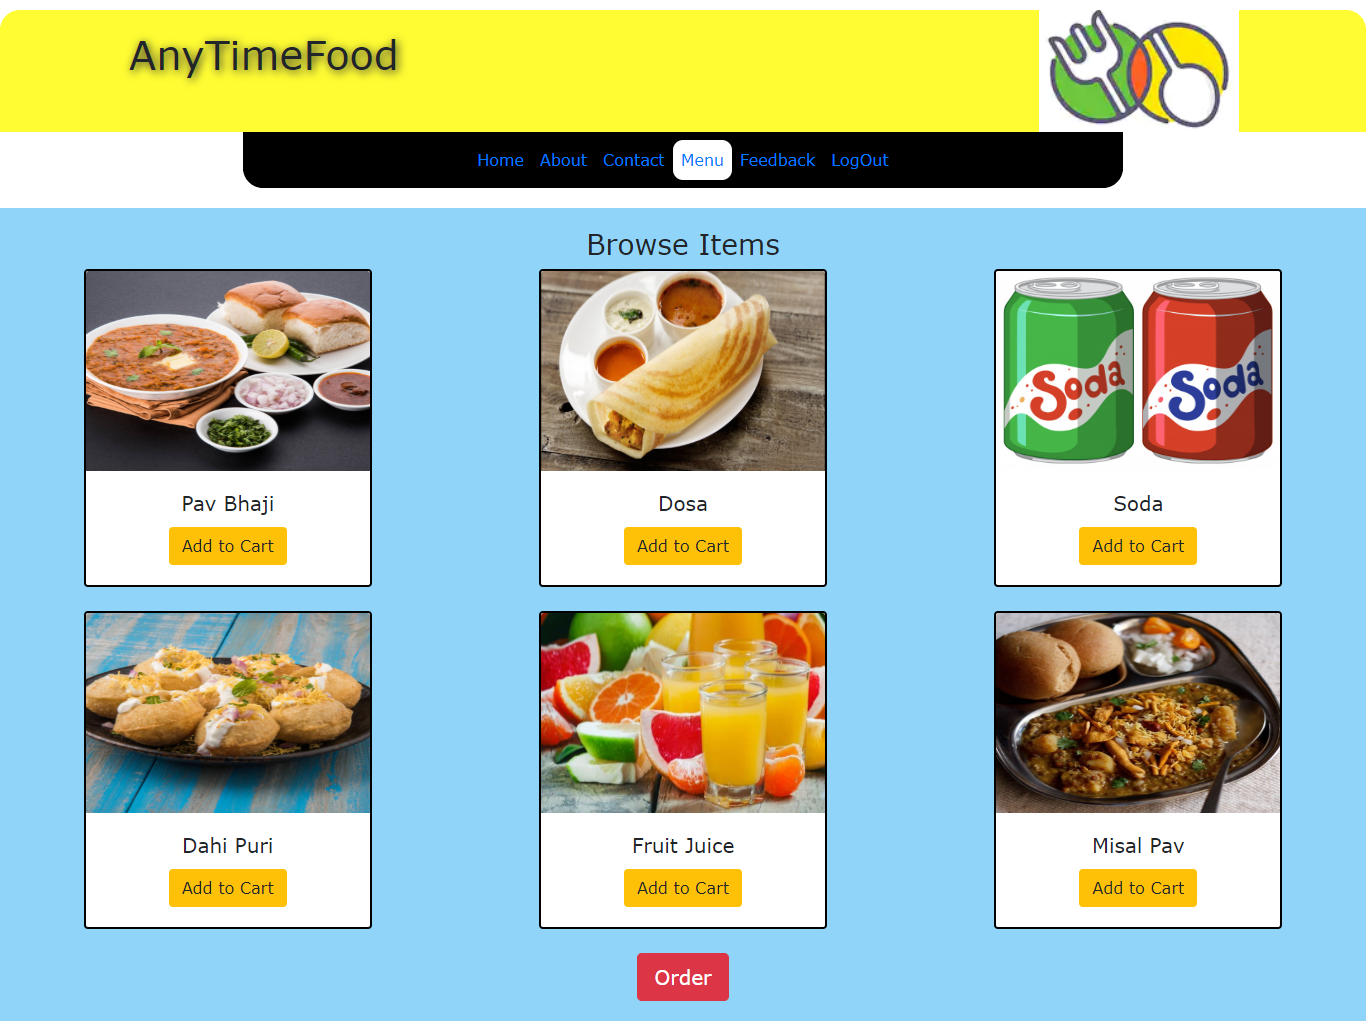 AnyTimeFood
Home About Contact Menu Feedback LogOut
Browse Items
Soda Soda
Pav Bhaji Dosa Soda
Add to Cart Add to Cart Add to Cart
Dahi Puri Fruit Juice Misal Pav
Add to Cart Add to Cart Add to Cart
Order